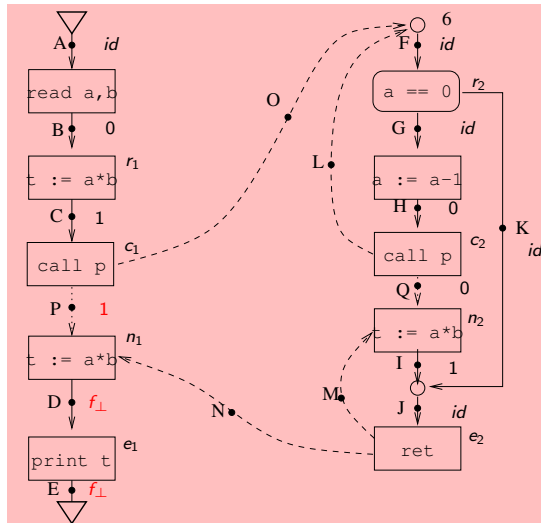 A id
read a,b
B 0
r1
t := a*b
C 1
c1
call p
P 1
n1
t := a*b
D f⊥
e1
print t
E f⊥
O
L
N
M
6
F id
r2
a == 0
G id
a := a-1
H 0
K
id
c2
call p
Q 0
n2
t := a*b
I 1
J id
e2
ret